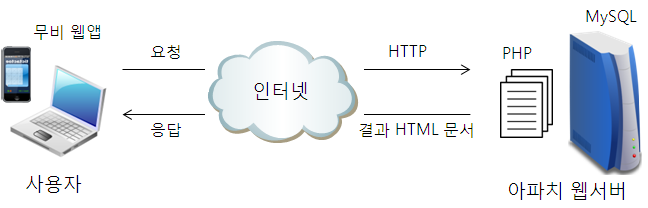 무비 웹앱
요청
응답
사용자
인터넷
HTTP
결과 HTML 문서
PHP
MySQL
아파치 웹서버